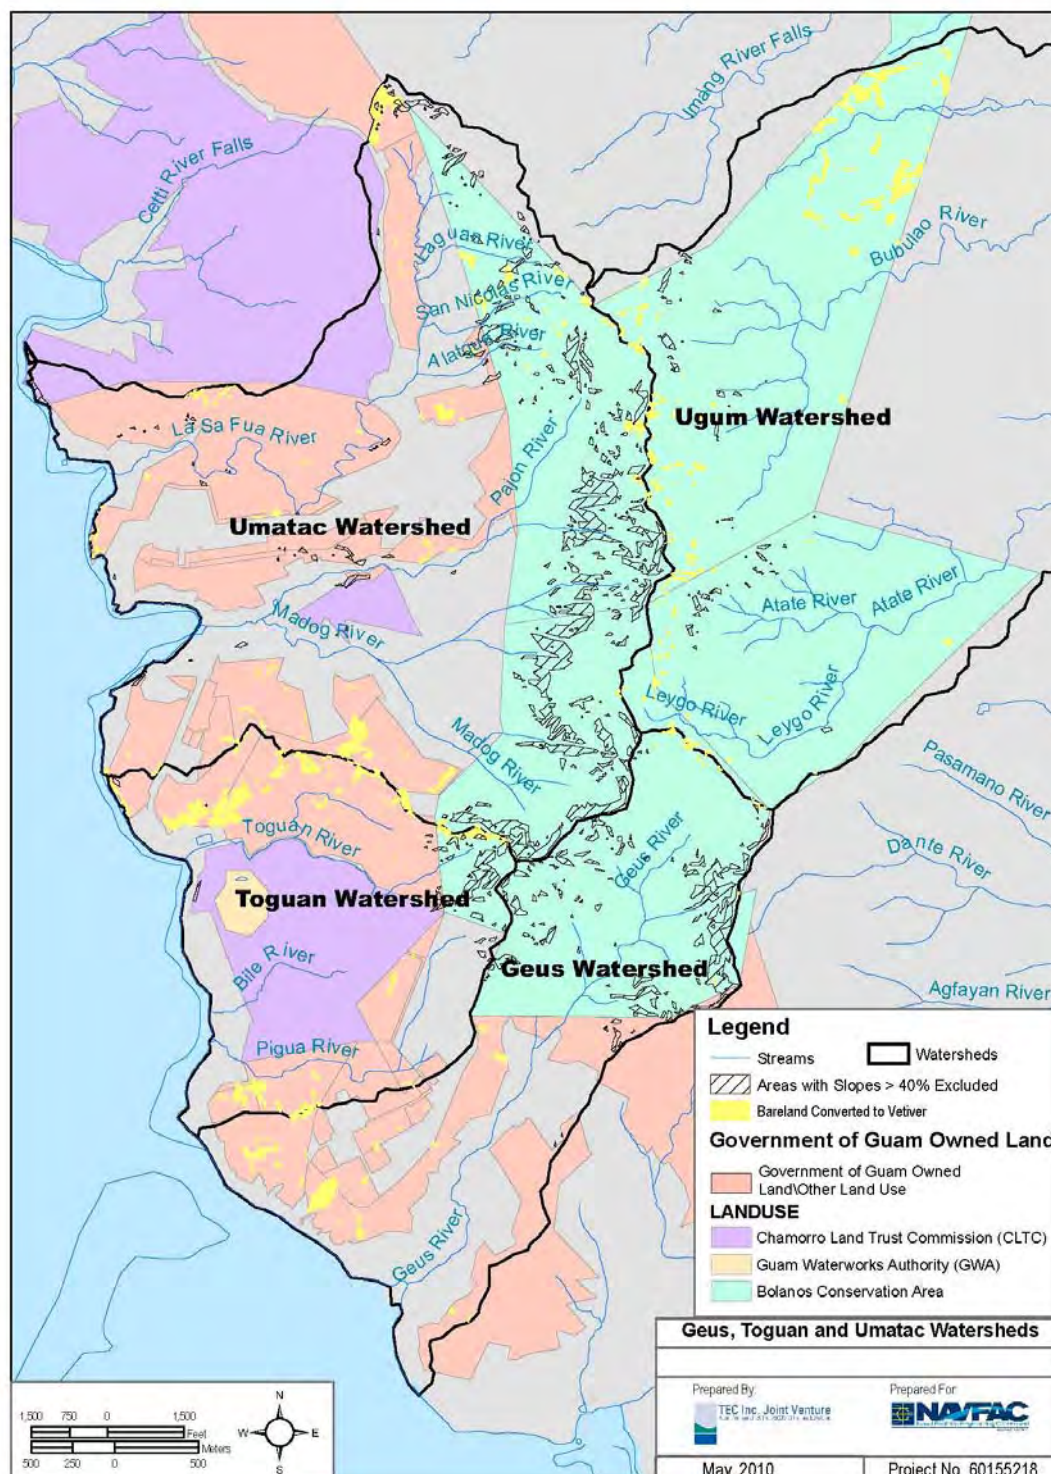 Imang River Falls
Cetti River Falls
Laguan River
Bubulao River
San Nicolas River
Alatgue River
Ugum Watershed
La Sa Fua River
Pajon River
Umatac Watershed
Atate River
Atate River
Madog River
Leygo River
Leygo River
Madog River
Pasamano River
Toguan River
Geus River
Dante River
Toguan Watershed
Bile River
Geus Watershed
Agfayan River
Pigua River
Geus River
Legend
Streams
Watersheds
Areas with Slopes > 40% Excluded
Bareland Converted to Vetiver
Government of Guam Owned Land
Government of Guam Owned
Land\Other Land Use
LANDUSE
Chamorro Land Trust Commission (CLTC)
Guam Waterworks Authority (GWA)
Bolanos Conservation Area
Geus, Toguan and Umatac Watersheds
Prepared By:
TEC Inc. Joint Venture
Prepared For
NAVFAC
May, 2010
Project No. 60155218
1,500 750 0 1,500
Feet
Meters
500 250 0 500
N
W
E
S